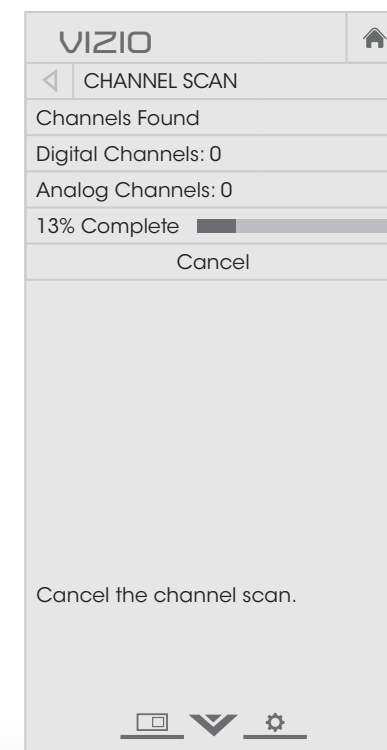 VIZIO
CHANNEL SCAN
Channels Found
Digital Channels: 0
Analog Channels: 0
13% Complete
Cancel
Cancel the channel scan.